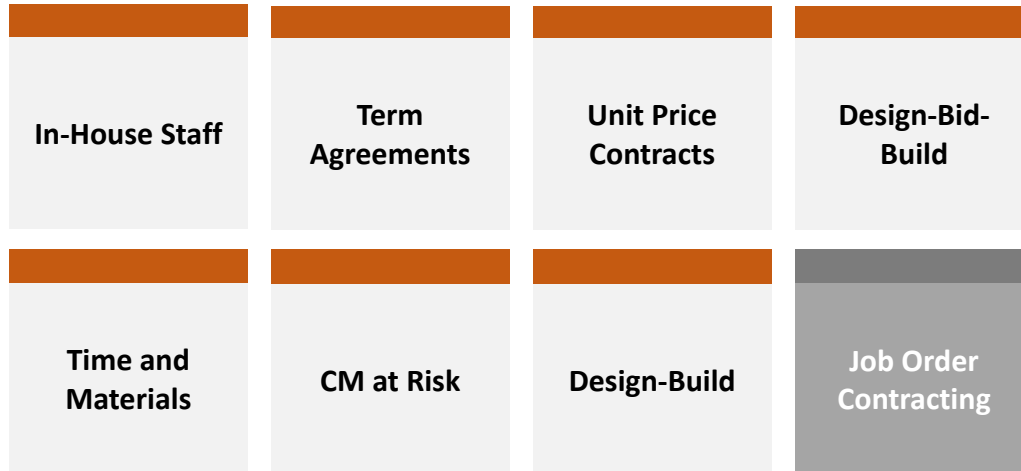 In-House Staff
Term
Agreements
Unit Price
Contracts
Design-Bid-
Build
Time and
Materials
CM at Risk
Design-Build
Job Order
Contracting